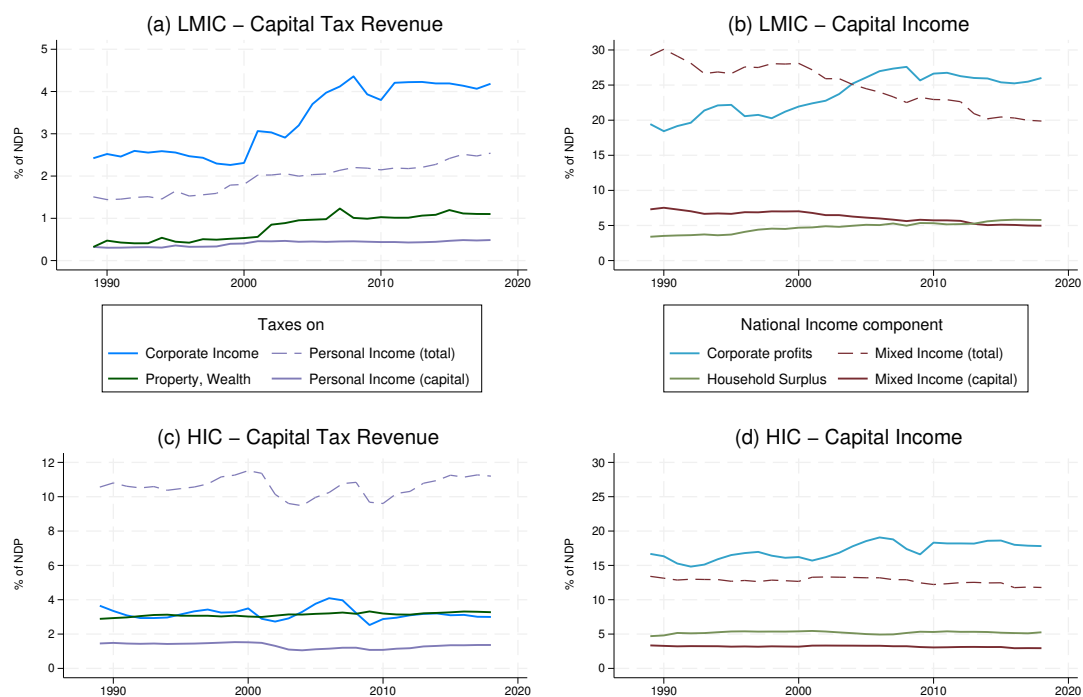 (a) LMIC − Capital Tax Revenue
% of NDP
5
4
3
2
1
0
1990 2000 2010 2020
Taxes on
Corporate Income Personal Income (total)
Property, Wealth Personal Income (capital)
(b) LMIC − Capital Income
% of NDP
30
25
20
15
10
5
0
1990 2000 2010 2020
National Income component
Corporate profits Mixed Income (total)
Household Surplus Mixed Income (capital)
(c) HIC − Capital Tax Revenue
% of NDP
12
10
8
6
4
2
0
1990 2000 2010 2020
(d) HIC − Capital Income
% of NDP
30
25
20
15
10
5
0
1990 2000 2010 2020